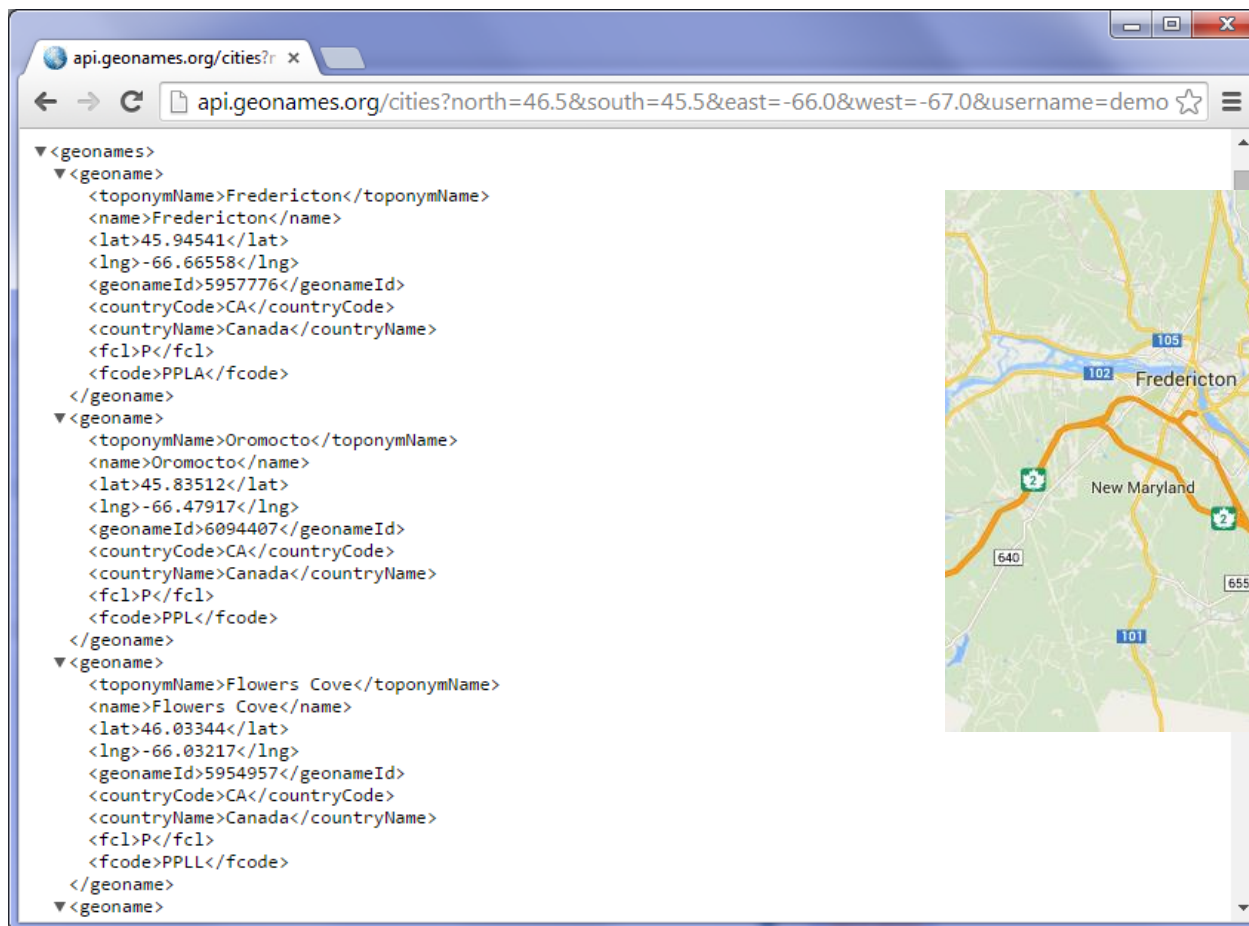 api.geonames.org/cities?r
api.geonames.org/cities?north=46.5&south=45.5&east=-66.0&west=-67.0&username=demo
▼<geonames>
▼<geoname>
<toponymName>Fredericton</toponymName>
<name>Fredericton</name>
<lat>45.94541</lat>
<lng>-66.66558</lng>
<geonameId>5957776</geonameId>
<countryCode>CA</countryCode>
<countryName>Canada</countryName>
<fcl>P</fcl>
<fcode>PPLA</fcode>
</geoname>
▼<geoname>
<toponymName>Oromocto</toponymName>
<name>Oromocto</name>
<lat>45.83512</lat>
<lng>-66.47917</lng>
<geonameId>6094407</geonameId>
<countryCode>CA</countryCode>
<countryName>Canada</countryName>
<fcl>P</fcl>
<fcode>PPL</fcode>
</geoname>
▼<geoname>
<toponymName>Flowers Cove</toponymName>
<name>Flowers Cove</name>
<lat>46.03344</lat>
<lng>-66.03217</lng>
<geonameId>5954957</geonameId>
<countryCode>CA</countryCode>
<countryName>Canada</countryName>
<fcl>P</fcl>
<fcode>PPLL</fcode>
</geoname>
▼<geoname>
105
102
Fredericton
2
New Maryland
2
640
655
101